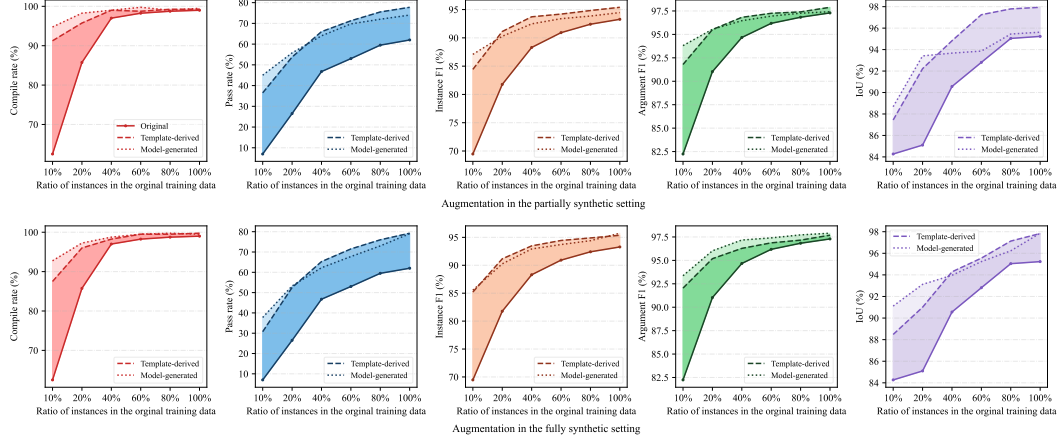 Compile rate (%)
100
90
80
70
10% 20% 40% 60% 80% 100%
Ratio of instances in the orginal training data
Original
Template-derived
Model-generated
Pass rate (%)
80
70
60
50
40
30
20
10
10% 20% 40% 60% 80% 100%
Ratio of instances in the orginal training data
Template-derived
Model-generated
Instance F1 (%)
95
90
85
80
75
70
10% 20% 40% 60% 80% 100%
Ratio of instances in the orginal training data
Template-derived
Model-generated
Argument F1 (%)
97.5
95.0
92.5
90.0
87.5
85.0
82.5
10% 20% 40% 60% 80% 100%
Ratio of instances in the orginal training data
Template-derived
Model-generated
IoU (%)
98
96
94
92
90
88
86
84
10% 20% 40% 60% 80% 100%
Ratio of instances in the orginal training data
Template-derived
Model-generated
Augmentation in the partially synthetic setting
Compile rate (%)
100
90
80
70
10% 20% 40% 60% 80% 100%
Ratio of instances in the orginal training data
Template-derived
Model-generated
Pass rate (%)
80
70
60
50
40
30
20
10
10% 20% 40% 60% 80% 100%
Ratio of instances in the orginal training data
Template-derived
Model-generated
Instance F1 (%)
95
90
85
80
75
70
10% 20% 40% 60% 80% 100%
Ratio of instances in the orginal training data
Template-derived
Model-generated
Argument F1 (%)
97.5
95.0
92.5
90.0
87.5
85.0
82.5
10% 20% 40% 60% 80% 100%
Ratio of instances in the orginal training data
Template-derived
Model-generated
IoU (%)
98
96
94
92
90
88
86
84
10% 20% 40% 60% 80% 100%
Ratio of instances in the orginal training data
Template-derived
Model-generated
Augmentation in the fully synthetic setting